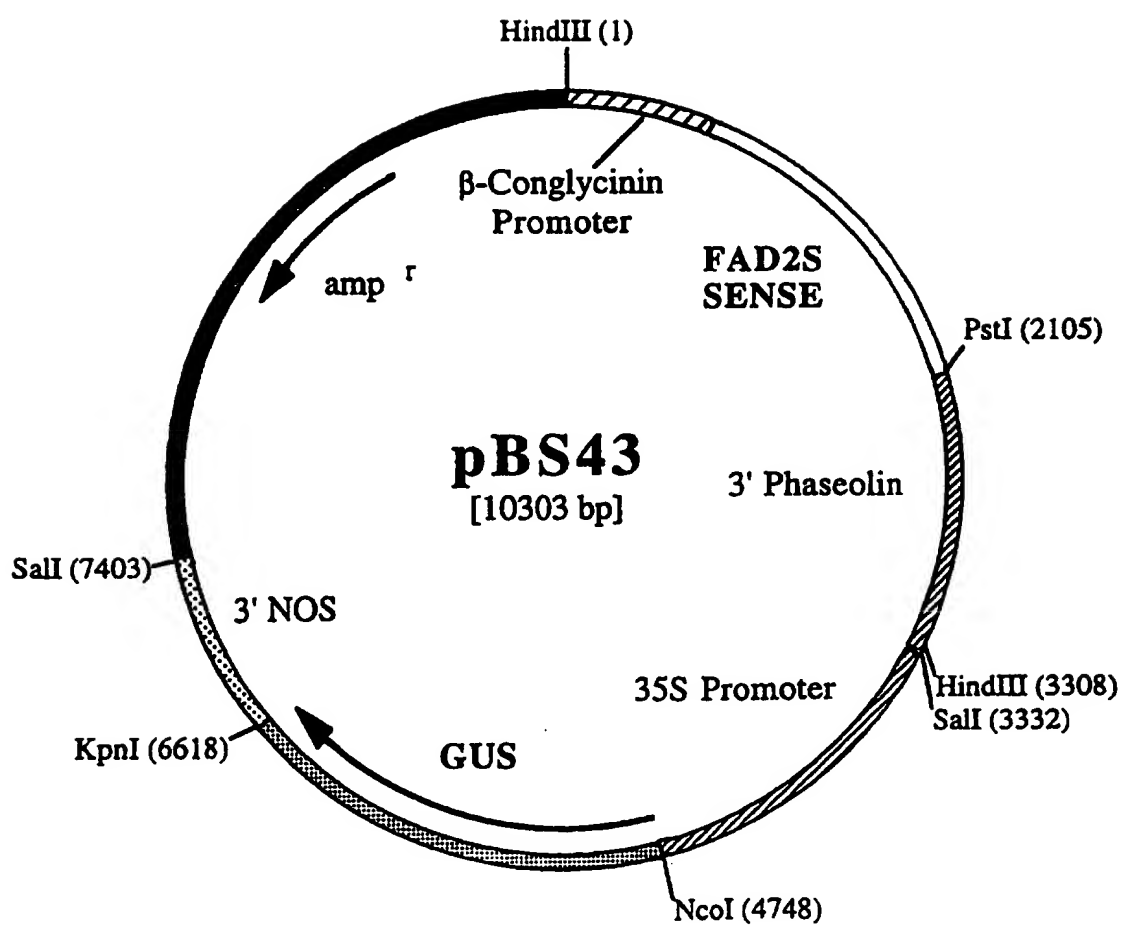 HindIII (1)
β-Conglycinin
Promoter
amp r
FAD2S
SENSE
PstI (2105)
pBS43
[10303 bp]
3' Phaseolin
SalI (7403)
3' NOS
35S Promoter
HindIII (3308)
SalI (3332)
KpnI (6618)
GUS
NcoI (4748)